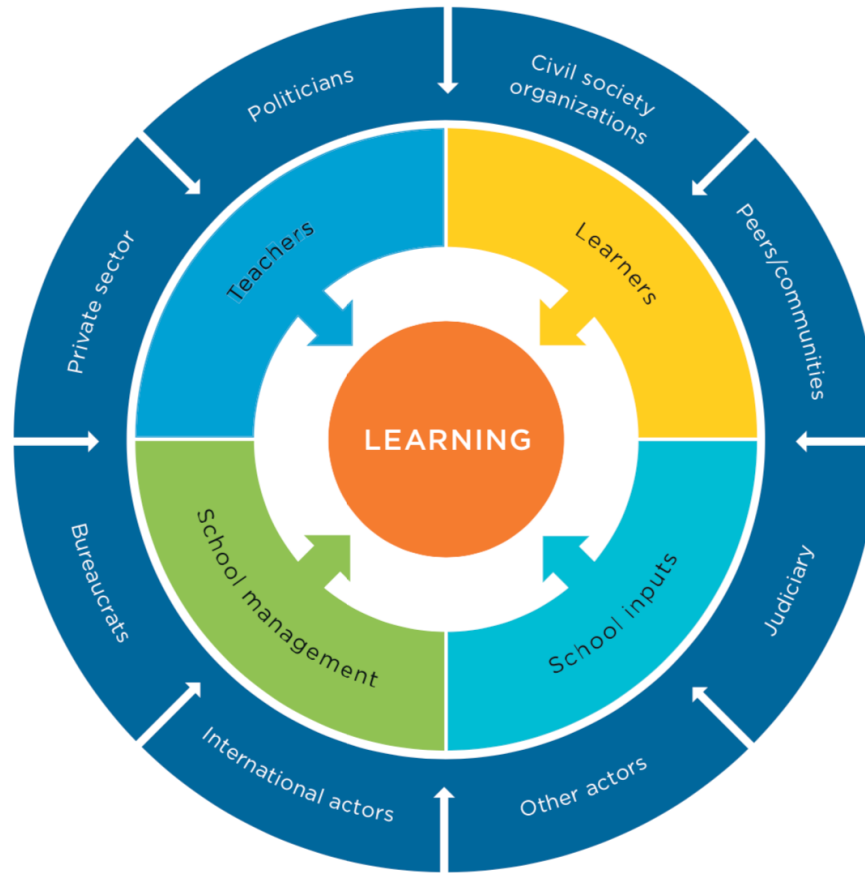 Politicians
Civil society
organizations
Private sector
Teachers
Learners
Peers/communities
LEARNING
Bureaucrats
School management
School inputs
Judiciary
International actors
Other actors